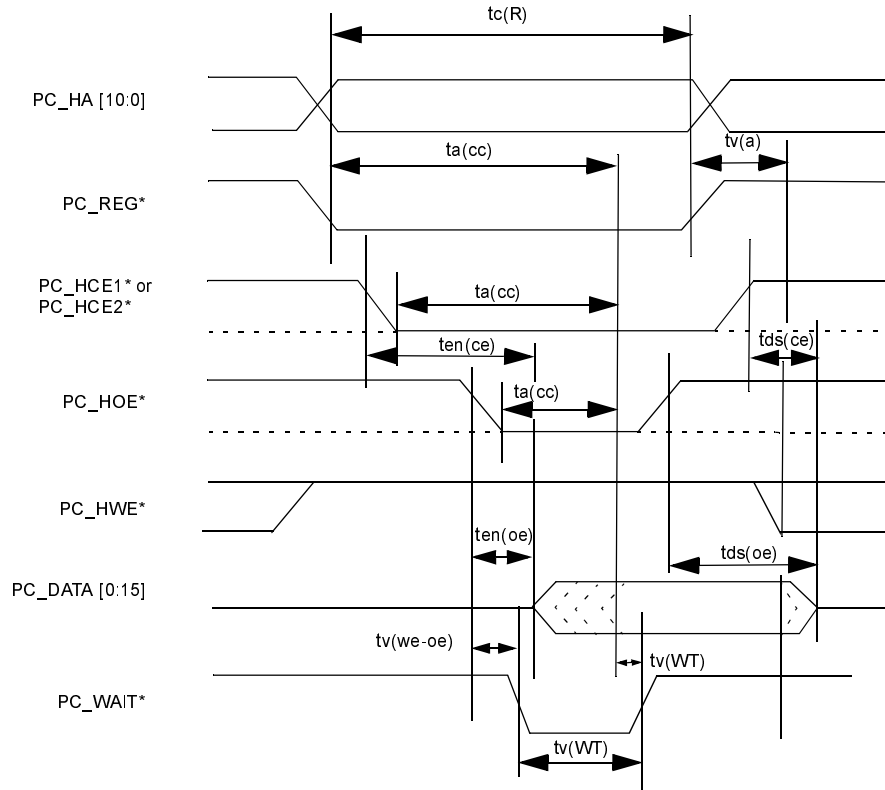 tc(R)
PC_HA [10:0]
ta(cc)
tv(a)
PC_REG*
PC_HCE1* or
PC_HCE2*
ta(cc)
ten(ce)
tds(ce)
PC_HOE*
ta(cc)
PC_HWE*
ten(oe)
tds(oe)
PC_DATA [0:15]
tv(we-oe)
tv(WT)
PC_WAIT*
tv(WT)